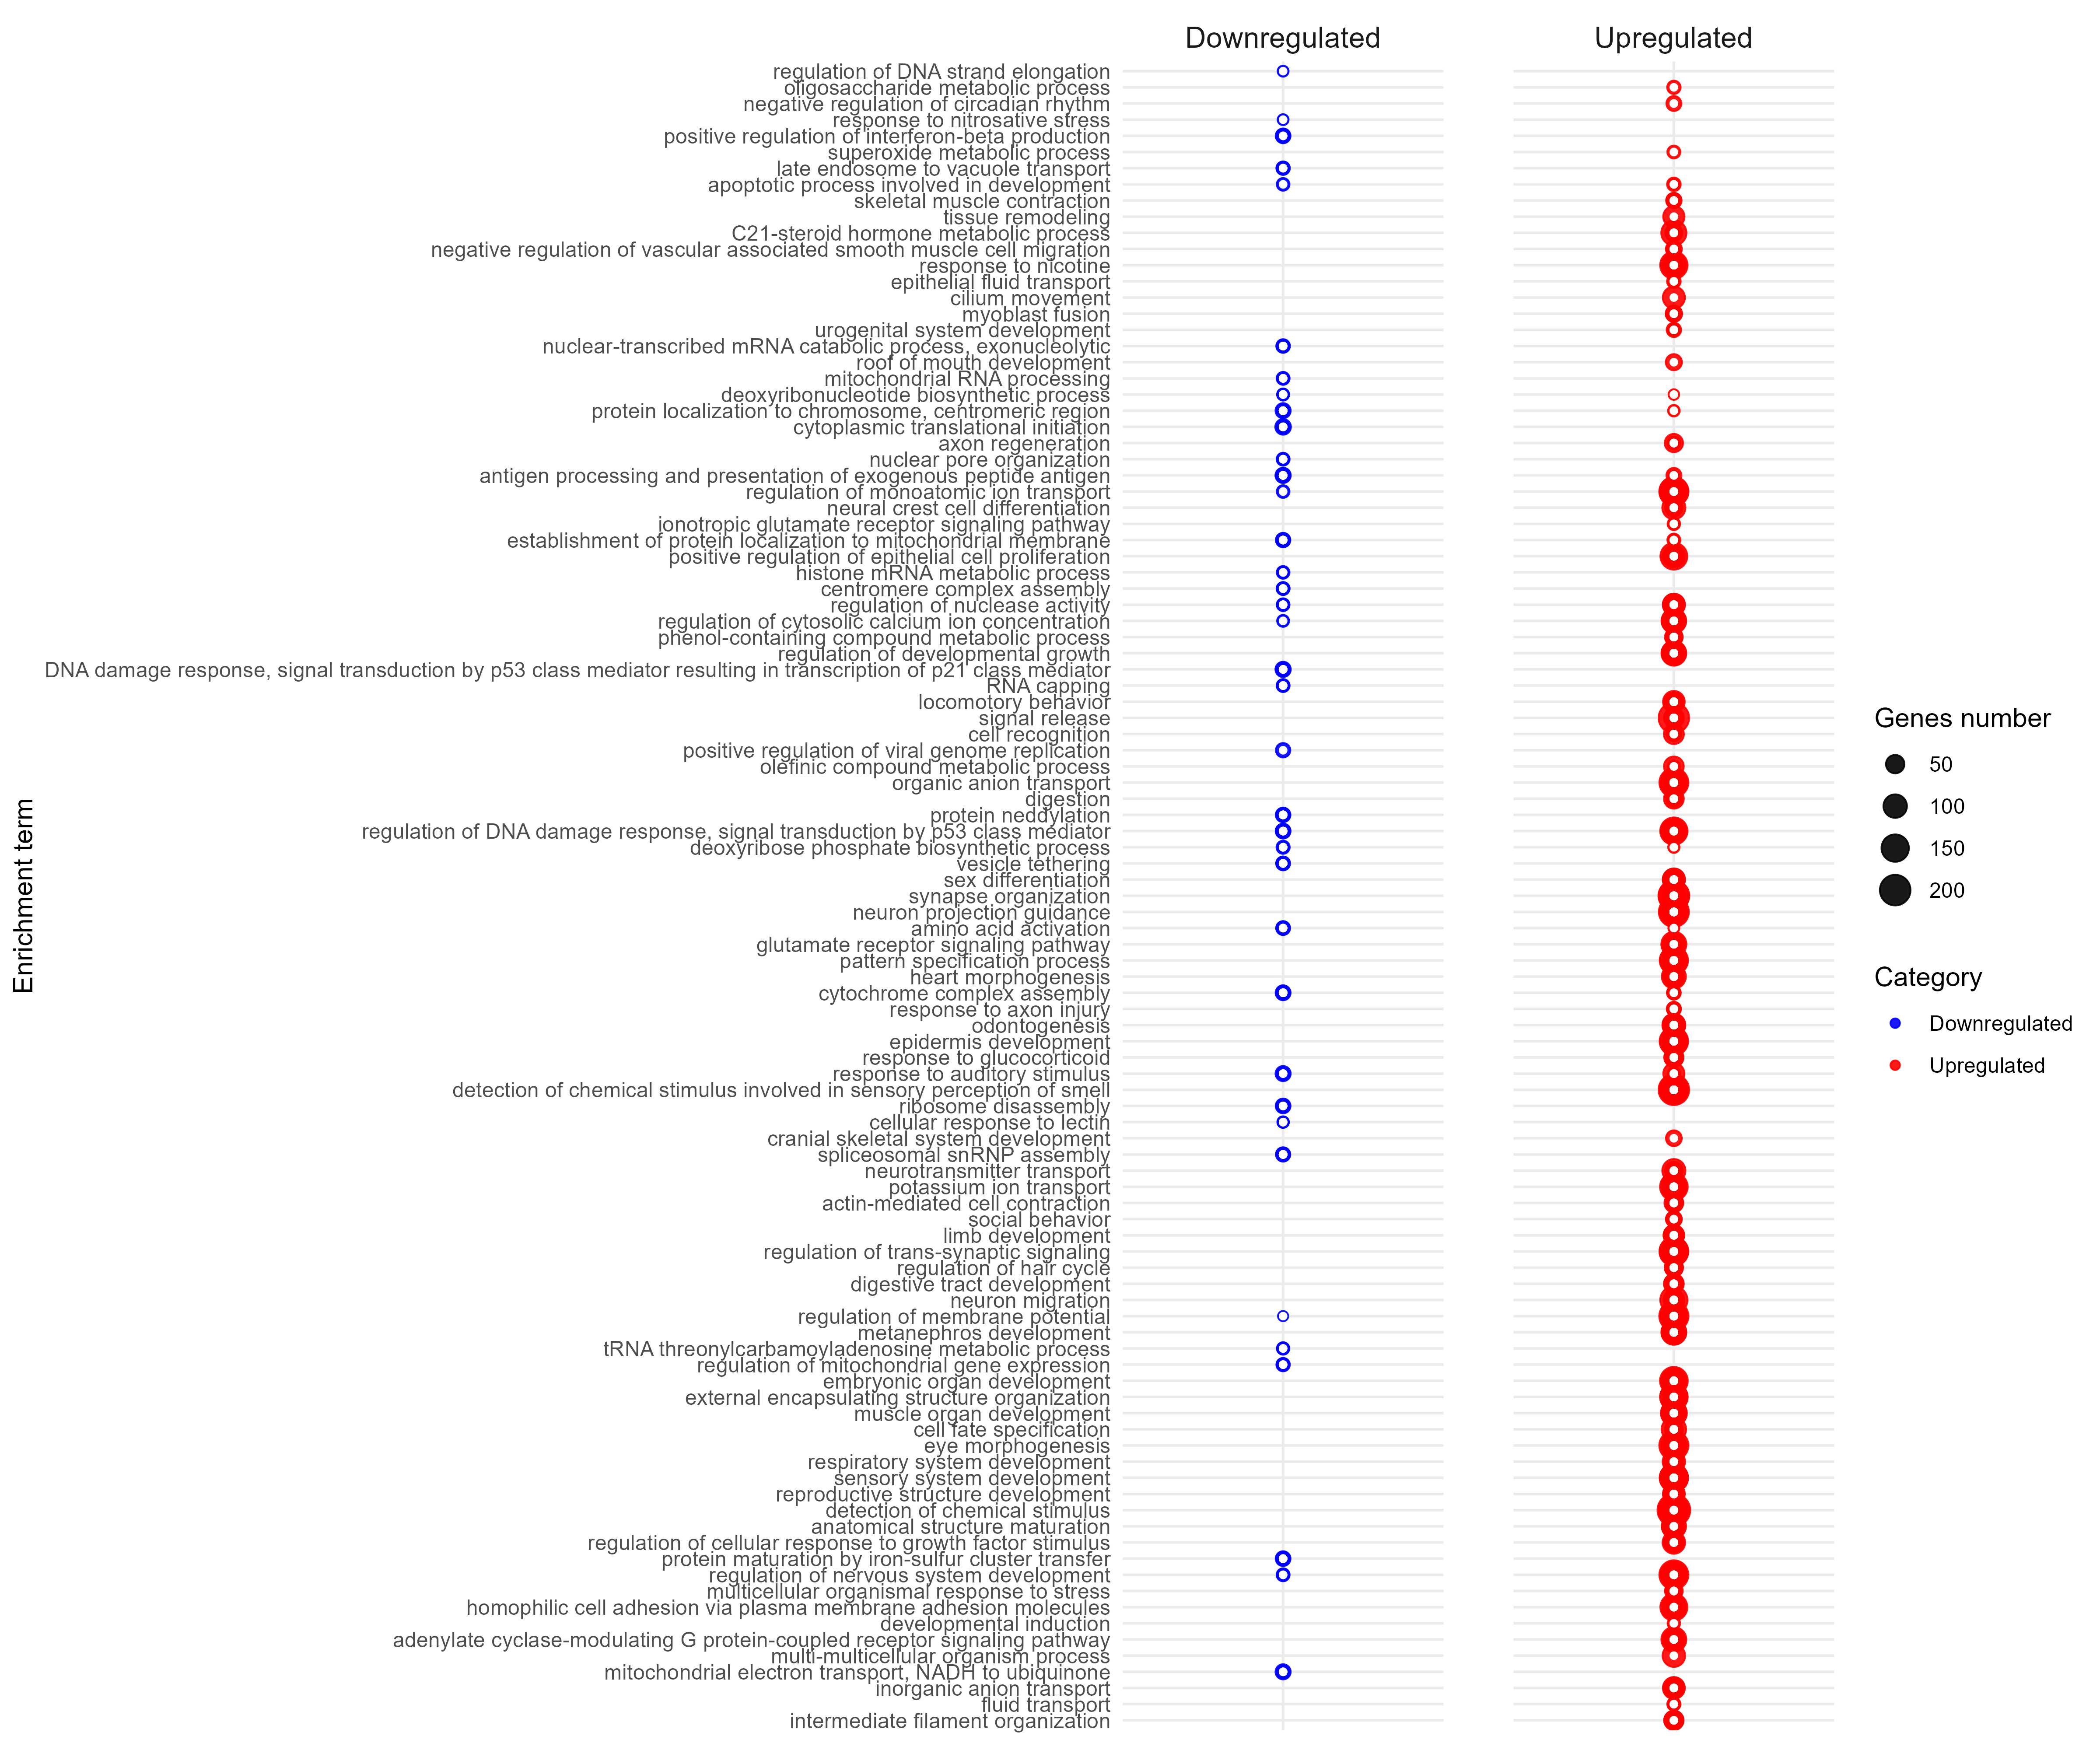 Downregulated
Upregulated
regulation of DNA strand elongation
oligosaccharide metabolic process
negative regulation of circadian rhythm
response to nitrosative stress
positive regulation of interferon-beta production
superoxide metabolic process
late endosome to vacuole transport
apoptotic process involved in development
skeletal muscle contraction
tissue remodeling
C21-steroid hormone metabolic process
negative regulation of vascular associated smooth muscle cell migration
response to nicotine
epithelial fluid transport
cilium movement
myoblast fusion
urogenital system development
nuclear-transcribed mRNA catabolic process, exonucleolytic
roof of mouth development
mitochondrial RNA processing
deoxyribonucleotide biosynthetic process
protein localization to chromosome, centromeric region
cytoplasmic translational initiation
axon regeneration
nuclear pore organization
antigen processing and presentation of exogenous peptide antigen
regulation of monoatomic ion transport
neural crest cell differentiation
ionotropic glutamate receptor signaling pathway
establishment of protein localization to mitochondrial membrane
positive regulation of epithelial cell proliferation
histone mRNA metabolic process
centromere complex assembly
regulation of nuclease activity
regulation of cytosolic calcium ion concentration
phenol-containing compound metabolic process
regulation of developmental growth
DNA damage response, signal transduction by p53 class mediator resulting in transcription of p21 class mediator
RNA capping
locomotory behavior
signal release
cell recognition
positive regulation of viral genome replication
olefinic compound metabolic process
organic anion transport
digestion
protein neddylation
regulation of DNA damage response, signal transduction by p53 class mediator
deoxyribose phosphate biosynthetic process
vesicle tethering
sex differentiation
synapse organization
neuron projection guidance
amino acid activation
glutamate receptor signaling pathway
pattern specification process
heart morphogenesis
cytochrome complex assembly
response to axon injury
odontogenesis
epidermis development
response to glucocorticoid
response to auditory stimulus
detection of chemical stimulus involved in sensory perception of smell
ribosome disassembly
cellular response to lectin
cranial skeletal system development
spliceosomal snRNP assembly
neurotransmitter transport
potassium ion transport
actin-mediated cell contraction
social behavior
limb development
regulation of trans-synaptic signaling
regulation of hair cycle
digestive tract development
neuron migration
regulation of membrane potential
metanephros development
tRNA threonylcarbamoyladenosine metabolic process
regulation of mitochondrial gene expression
embryonic organ development
external encapsulating structure organization
muscle organ development
cell fate specification
eye morphogenesis
respiratory system development
sensory system development
reproductive structure development
detection of chemical stimulus
anatomical structure maturation
regulation of cellular response to growth factor stimulus
protein maturation by iron-sulfur cluster transfer
regulation of nervous system development
multicellular organismal response to stress
homophilic cell adhesion via plasma membrane adhesion molecules
developmental induction
adenylate cyclase-modulating G protein-coupled receptor signaling pathway
multi-multicellular organism process
mitochondrial electron transport, NADH to ubiquinone
inorganic anion transport
fluid transport
intermediate filament organization
Enrichment term
Genes number
50
100
150
200
Category
Downregulated
Upregulated